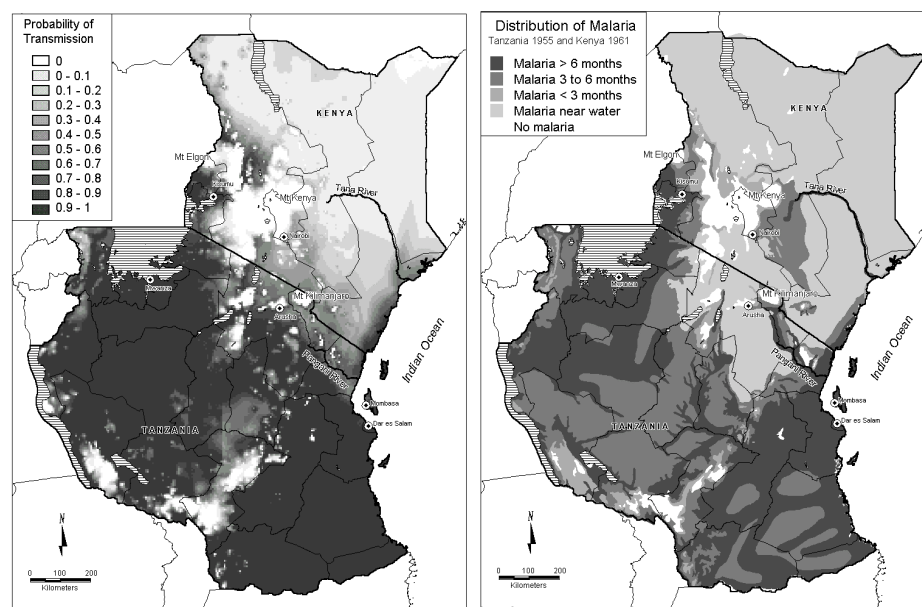 Probability of
Transmission
0
0 - 0.1
0.1 - 0.2
0.2 - 0.3
0.3 - 0.4
0.4 - 0.5
0.5 - 0.6
0.6 - 0.7
0.7 - 0.8
0.8 - 0.9
0.9 - 1
KENYA
Mt Elgon
Kisumu
Mt Kenya
Tana River
Nairobi
Mwanza
Mt Kilimanjaro
Arusha
Pangani River
Indian Ocean
Mombasa
Dar es Salam
TANZANIA
N
0 100 200
Kilometers
Distribution of Malaria
Tanzania 1955 and Kenya 1961
Malaria > 6 months
Malaria 3 to 6 months
Malaria < 3 months
Malaria near water
No malaria
KENYA
Mt Elgon
Kisumu
Mt Kenya
Tana River
Nairobi
Mwanza
Mt Kilimanjaro
Arusha
Pangani River
Indian Ocean
Mombasa
Dar es Salam
TANZANIA
N
0 100 200
Kilometers